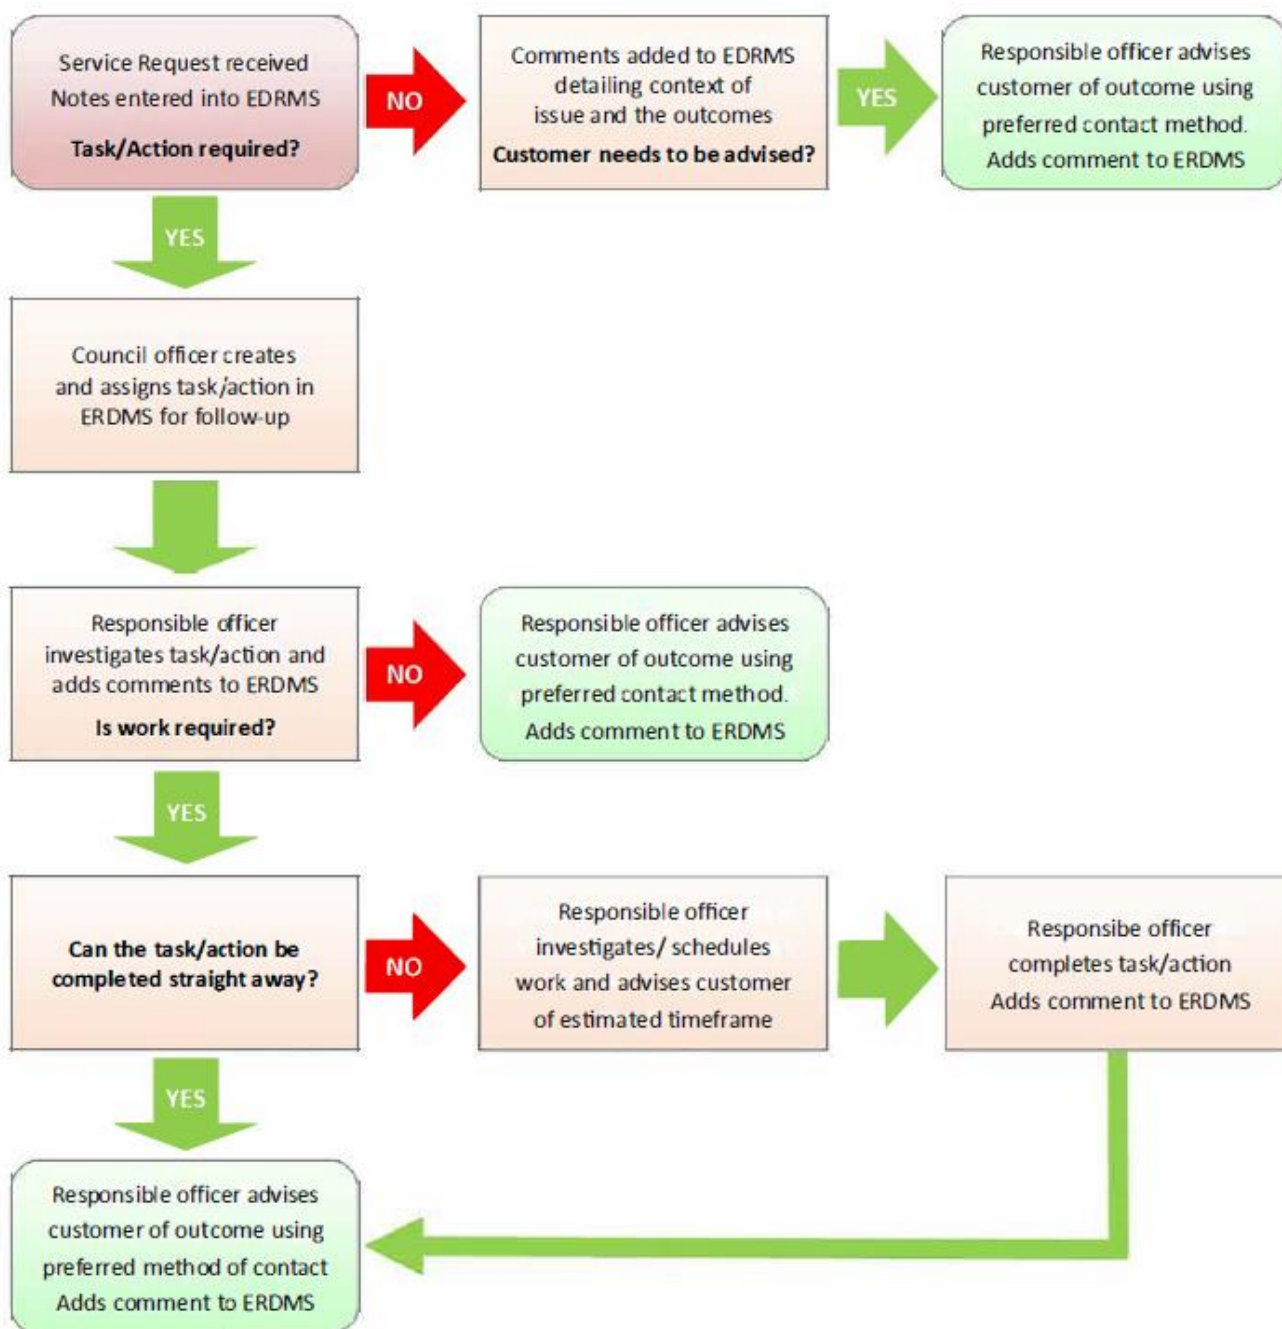 Service Request received
Notes entered into EDRMS
Task/Action required?
NO
Comments added to EDRMS
detailing context of
issue and the outcomes
Customer needs to be advised?
YES
Responsible officer advises
customer of outcome using
preferred contact method.
Adds comment to ERDMS
YES
Council officer creates
and assigns task/action in
ERDMS for follow-up
Responsible officer
investigates task/action and
adds comments to ERDMS
Is work required?
NO
Responsible officer advises
customer of outcome using
preferred contact method.
Adds comment to ERDMS
YES
Can the task/action be
completed straight away?
NO
Responsible officer
investigates/ schedules
work and advises customer
of estimated timeframe
Responsibe officer
completes task/action
Adds comment to ERDMS
YES
Responsible officer advises
customer of outcome using
preferred method of contact
Adds comment to ERDMS